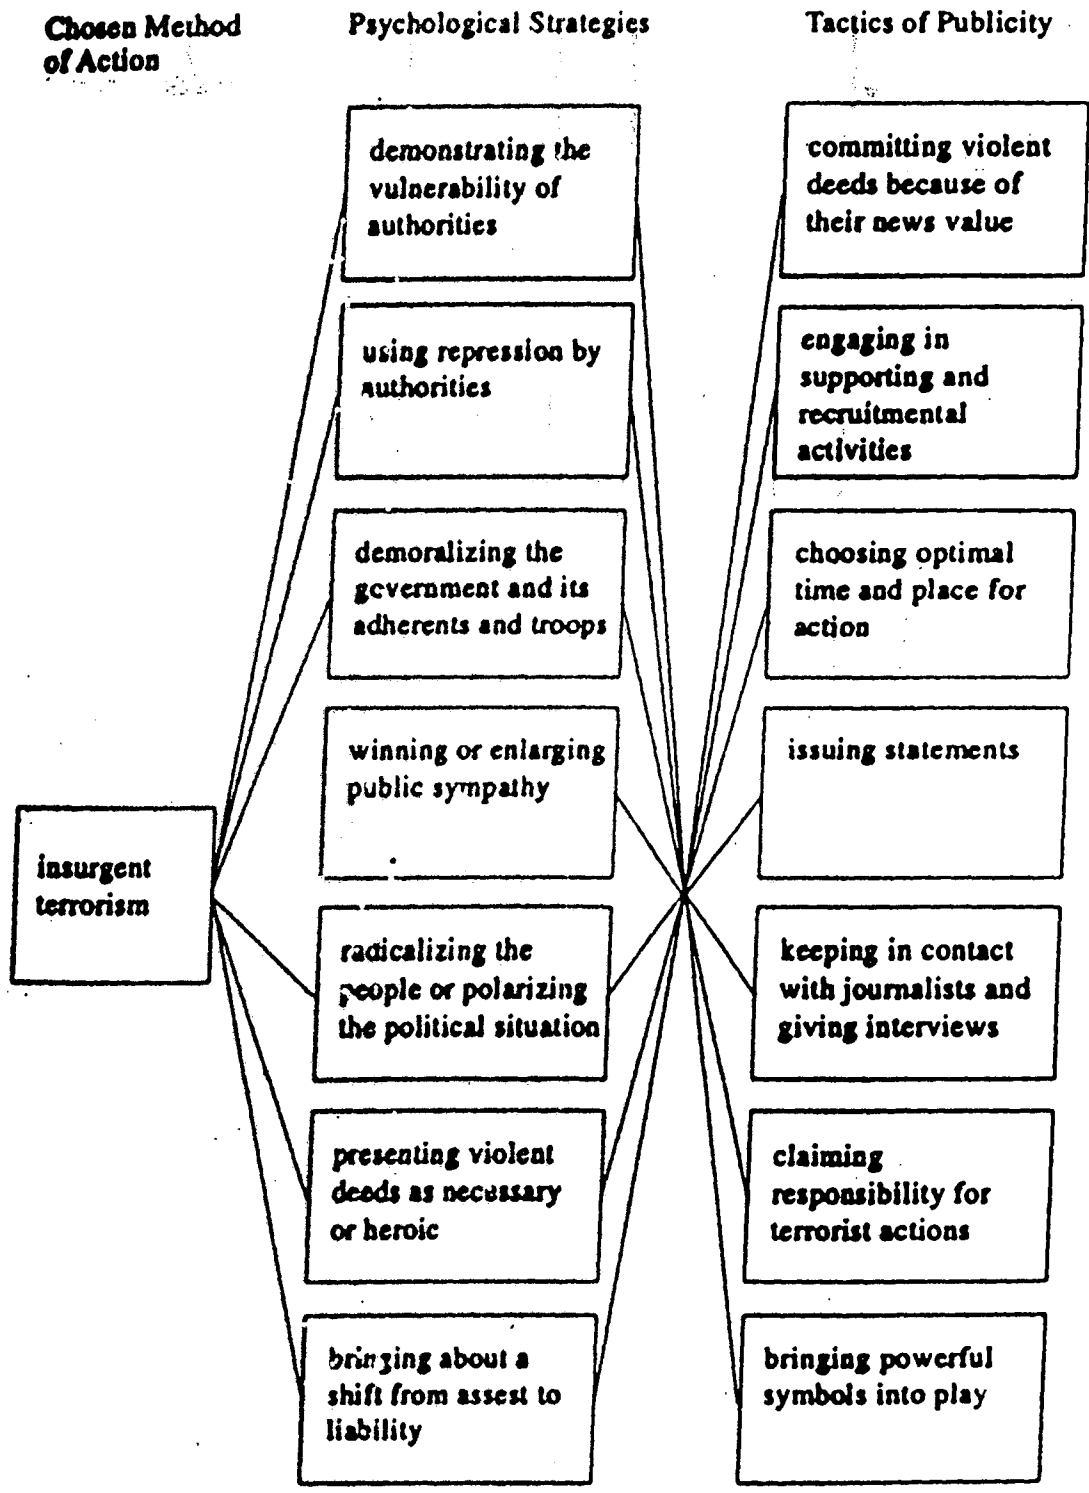 Chosen Method
of Action
Psychological Strategies
Tactics of Publicity
insurgent
terrorism
demonstrating the
vulnerability of
authorities
using repression by
authorities
demoralizing the
government and its
adherents and troops
winning or enlarging
public sympathy
radicalizing the
people or polarizing
the political situation
presenting violent
deeds as necessary
or heroic
bringing about a
shift from assest to
liability
committing violent
deeds because of
their news value
engaging in
supporting and
recruitmental
activities
choosing optimal
time and place for
action
issuing statements
keeping in contact
with journalists and
giving interviews
claiming
responsibility for
terrorist actions
bringing powerful
symbols into play